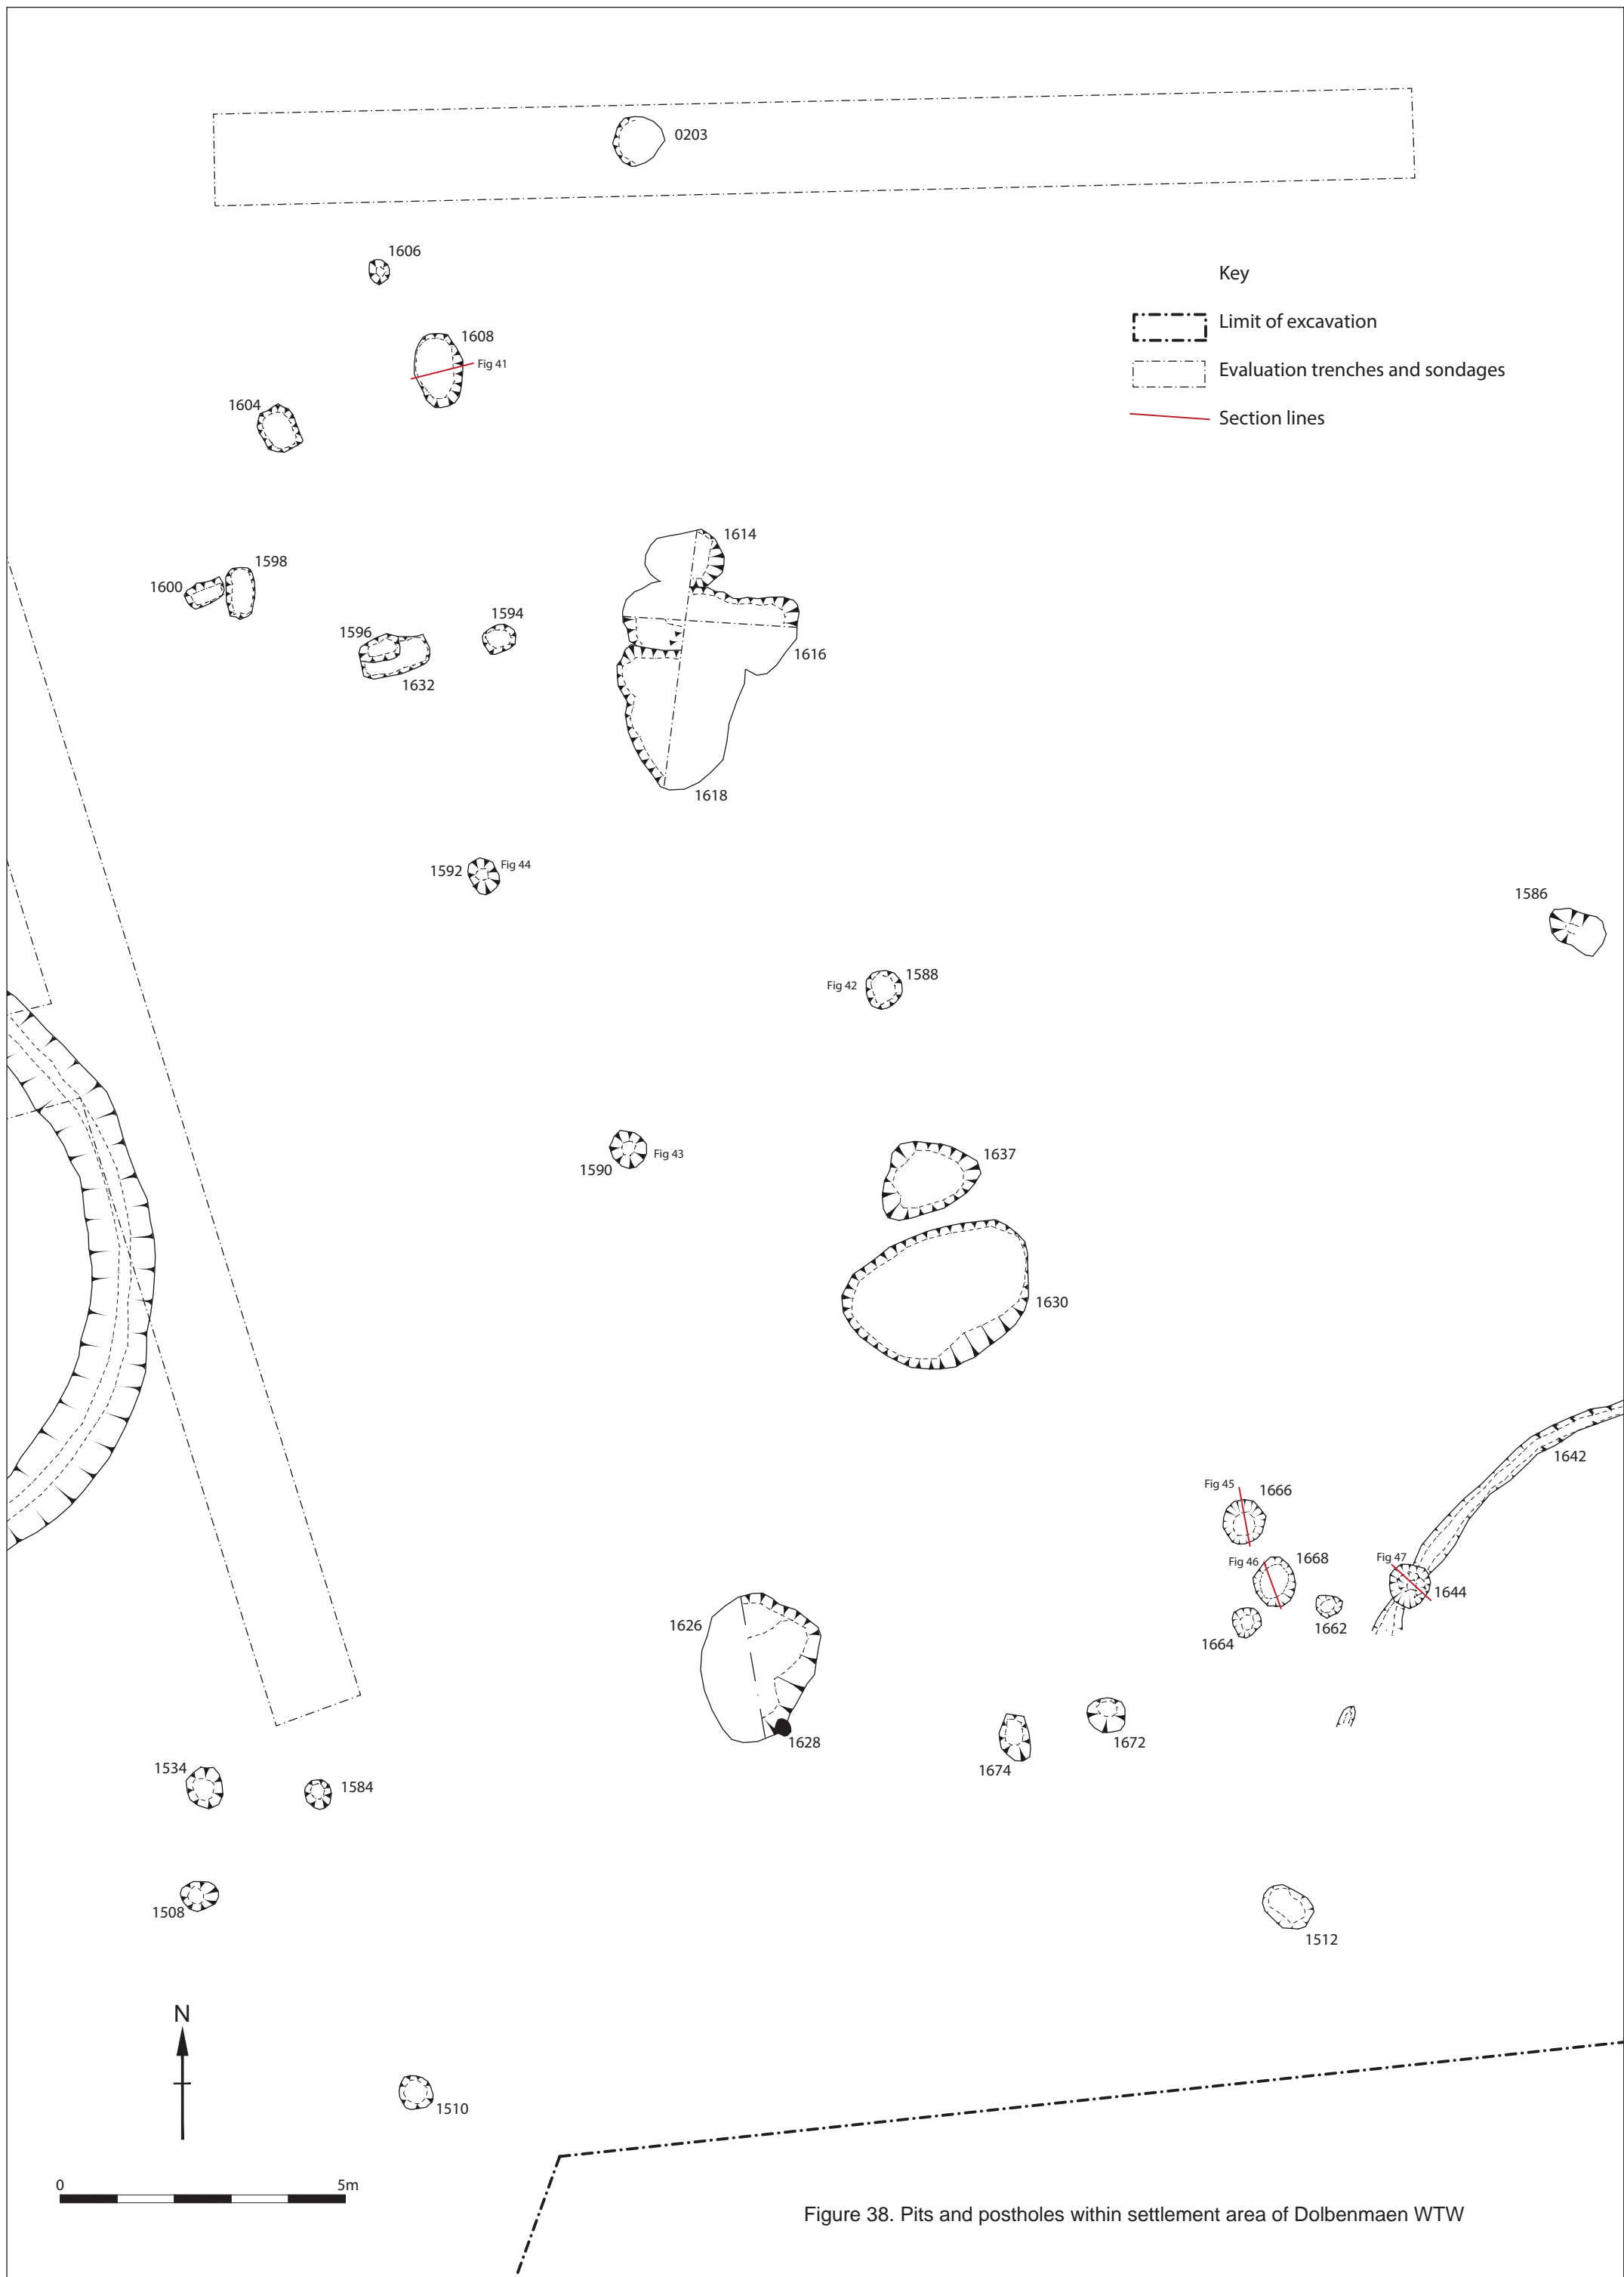 0203
1606
Key
Limit of excavation
1608
Fig 41
Evaluation trenches and sondages
1604
Section lines
1614
1598
1600
1594
1596
1616
1632
1618
1592
Fig 44
1586
1588
Fig 42
1637
Fig 43
1590
1630
1642
Fig 45
1666
Fig 46
1668
Fig 47
1644
1626
1662
1664
1628
1672
1674
1534
1584
1508
1512
N
1510
0 5m
Figure 38. Pits and postholes within settlement area of Dolbenmaen WTW